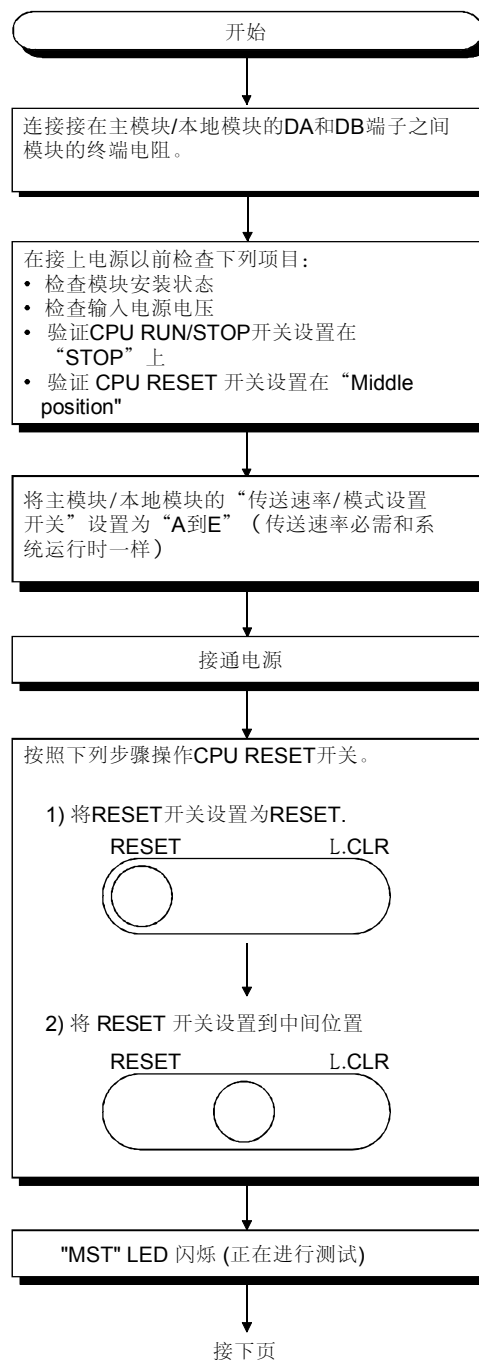 开始
连接接在主模块/本地模块的DA和DB端子之间
模块的终端电阻。
在接上电源以前检查下列项目:
• 检查模块安装状态
• 检查输入电源电压
• 验证CPU RUN/STOP开关设置在
“STOP”上
• 验证 CPU RESET 开关设置在“Middle
position"
将主模块/本地模块的“传送速率/模式设置
开关”设置为“A到E”（传送速率必需和系
统运行时一样）
接通电源
按照下列步骤操作CPU RESET开关。
1) 将RESET开关设置为RESET.
RESET L.CLR
2) 将 RESET 开关设置到中间位置
RESET L.CLR
"MST" LED 闪烁 (正在进行测试)
接下页